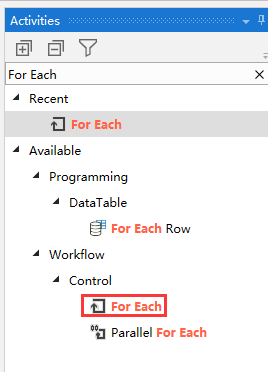 Activities
For Each
Recent
For Each
Available
Programming
DataTable
For Each Row
Workflow
Control
For Each
Parallel For Each